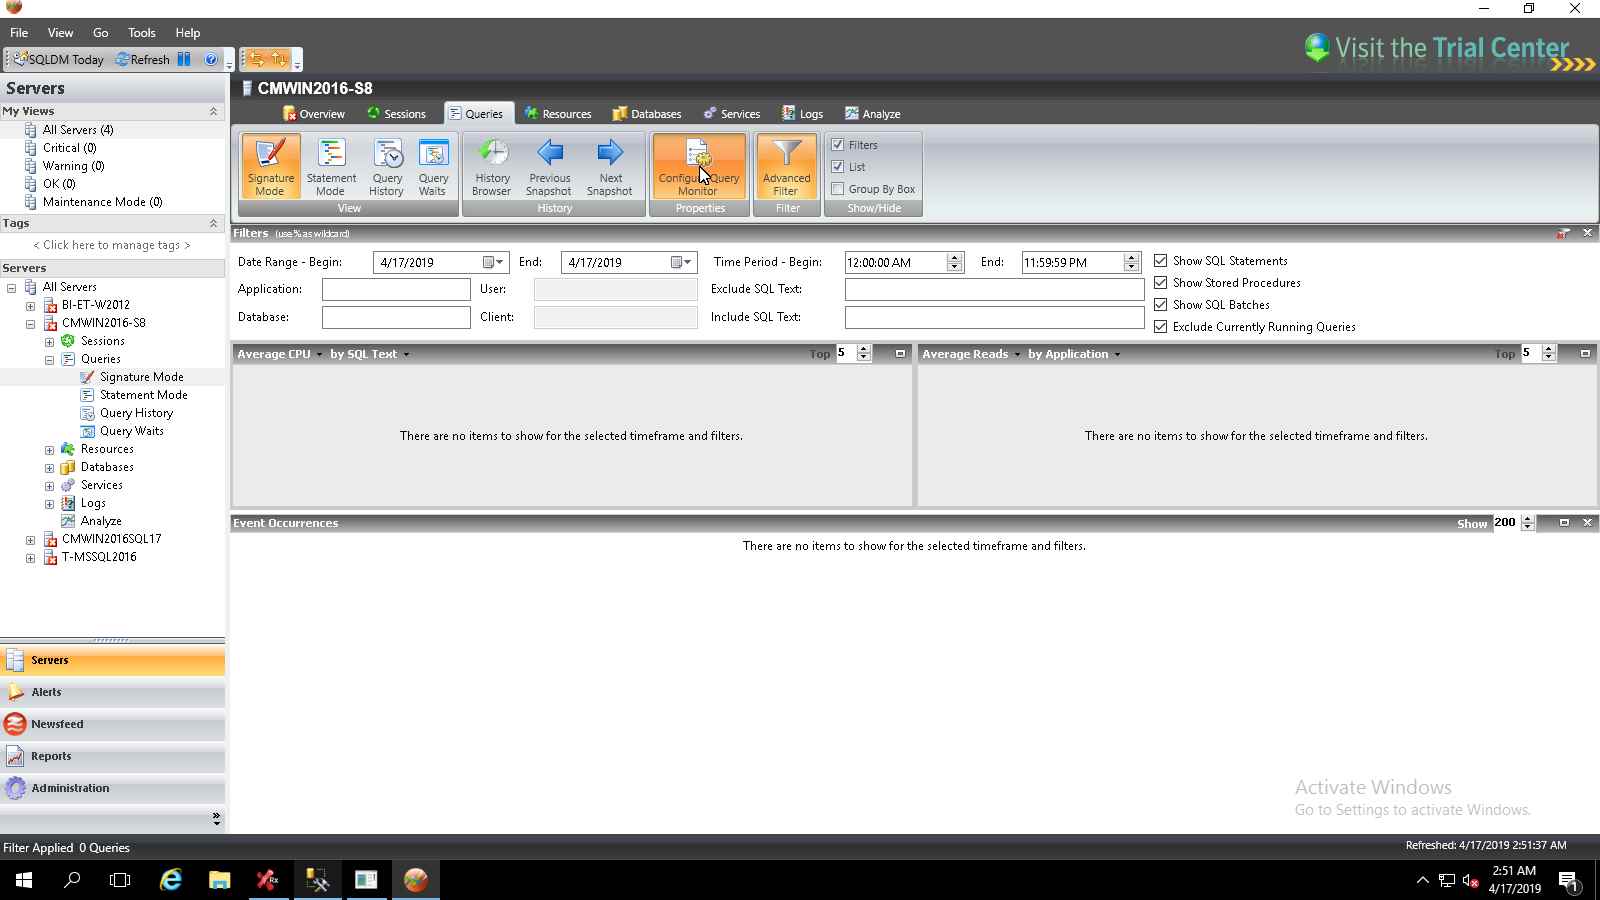 File View Go Tools Help
SQLDM Today Refresh
Visit the Trial Center
Servers
My Views
All Servers (4)
Critical (0)
Warning (0)
OK (0)
Maintenance Mode (0)
Tags
< Click here to manage tags >
Servers
All Servers
BI-ET-W2012
CMWIN2016-S8
Sessions
Queries
Signature Mode
Statement Mode
Query History
Query Waits
Resources
Databases
Services
Logs
Analyze
CMWIN2016SQL17
T-MSSQL2016
Servers
Alerts
Newsfeed
Reports
Administration
CMWIN2016-S8
Overview Sessions Queries Resources Databases Services Logs Analyze
Signature Mode
Statement Mode
Query History
Query Waits
View
History Browser
Previous Snapshot
Next Snapshot
History
Configure Query Monitor
Properties
Advanced Filter
Filter
Filters
List
Group By Box
Show/Hide
Filters (use % as wildcard)
Date Range - Begin: 4/17/2019 End: 4/17/2019 Time Period - Begin: 12:00:00 AM End: 11:59:59 PM Show SQL Statements
Show Stored Procedures
Application: User: Exclude SQL Text:
Show SQL Batches
Database: Client: Include SQL Text:
Exclude Currently Running Queries
Average CPU by SQL Text Top 5
There are no items to show for the selected timeframe and filters.
Average Reads by Application Top 5
There are no items to show for the selected timeframe and filters.
Event Occurrences Show 200
There are no items to show for the selected timeframe and filters.
Activate Windows
Go to Settings to activate Windows.
Filter Applied 0 Queries
Refreshed: 4/17/2019 2:51:37 AM
Rx
2:51 AM
4/17/2019
1